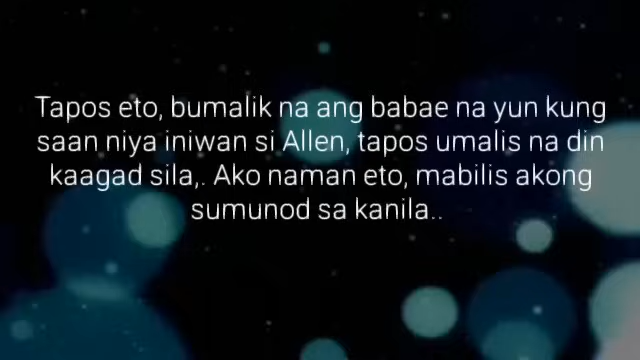 Tapos eto, bumalik na ang babae na yun kung
saan niya iniwan si Allen, tapos umalis na din
kaagad sila,. Ako naman eto, mabilis akong
sumunod sa kanila..